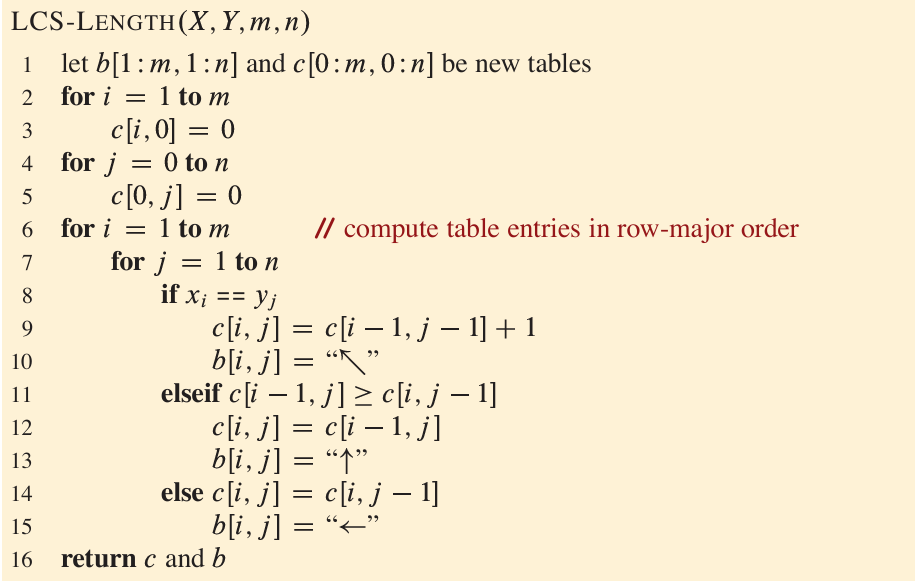 LCS-LENGTH(X, Y, m, n)
1 let b[1:m, 1:n] and c[0:m, 0:n] be new tables
2 for i = 1 to m
3 c[i, 0] = 0
4 for j = 0 to n
5 c[0, j] = 0
6 for i = 1 to m // compute table entries in row-major order
7 for j = 1 to n
8 if xᵢ == yⱼ
9 c[i, j] = c[i − 1, j − 1] + 1
10 b[i, j] = “↖”
11 elseif c[i − 1, j] ≥ c[i, j − 1]
12 c[i, j] = c[i − 1, j]
13 b[i, j] = “↑”
14 else c[i, j] = c[i, j − 1]
15 b[i, j] = “←”
16 return c and b